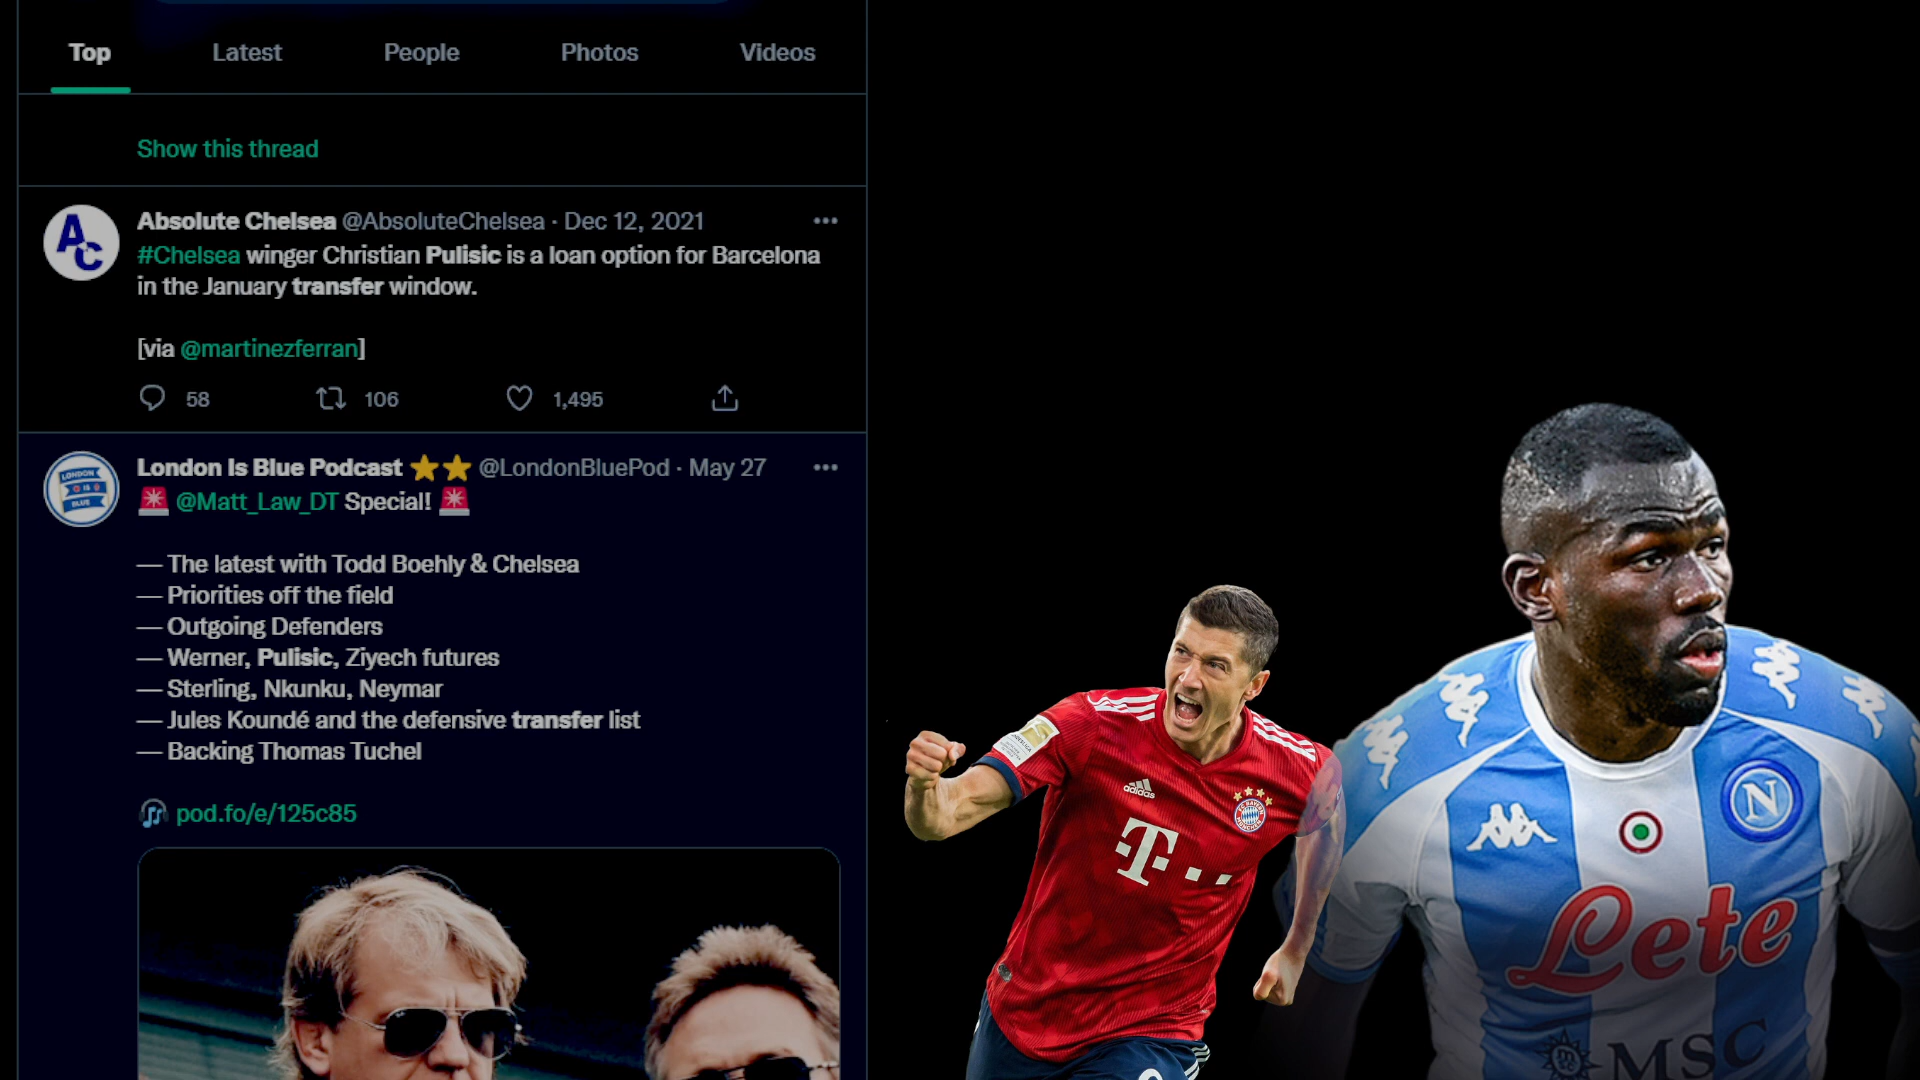 Top Latest People Photos Videos
Show this thread
Absolute Chelsea @AbsoluteChelsea · Dec 12, 2021
#Chelsea winger Christian Pulisic is a loan option for Barcelona
in the January transfer window.
[via @martinezferran]
58 106 1,495
London Is Blue Podcast ⭐⭐ @LondonBluePod · May 27
🚨 @Matt_Law_DT Special! 🚨
— The latest with Todd Boehly & Chelsea
— Priorities off the field
— Outgoing Defenders
— Werner, Pulisic, Ziyech futures
— Sterling, Nkunku, Neymar
— Jules Koundé and the defensive transfer list
— Backing Thomas Tuchel
🎧 pod.fo/e/125c85
AC
LONDON
IS
BLUE
adidas
T..
N
Lete
MSC